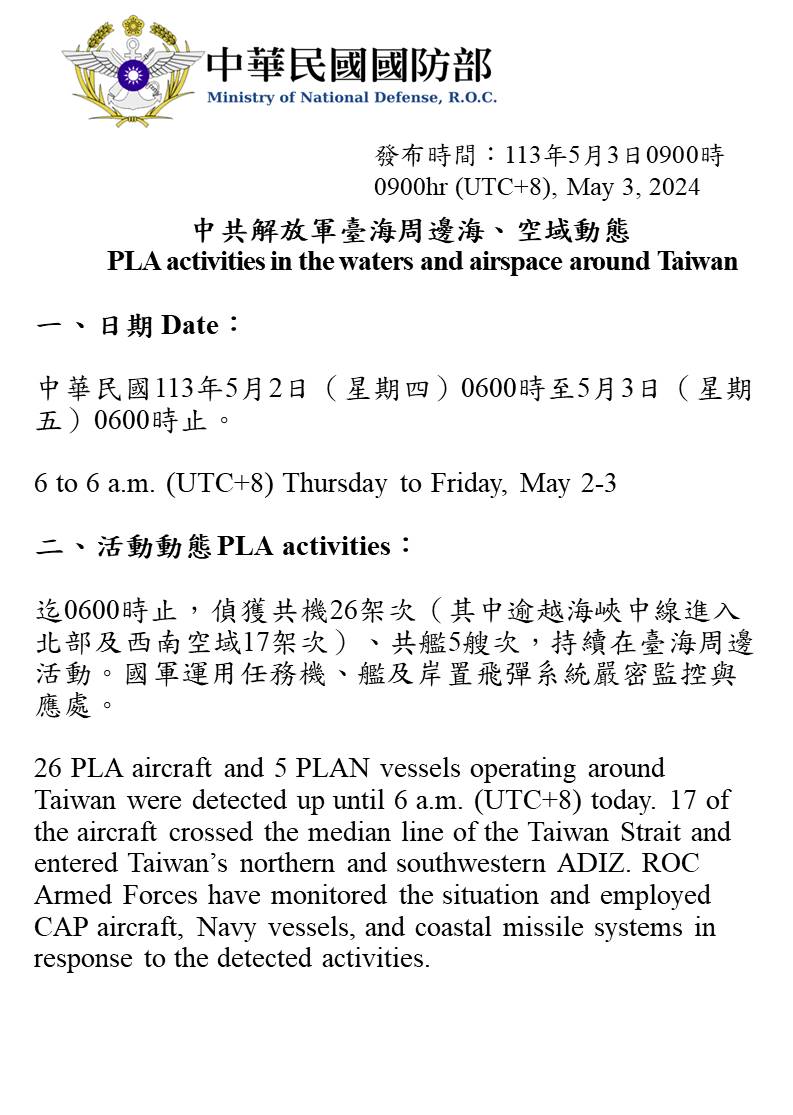 中華民國國防部
Ministry of National Defense, R.O.C.
發布時間：113年5月3日0900時
0900hr (UTC+8), May 3, 2024
中共解放軍臺海周邊海、空域動態
PLA activities in the waters and airspace around Taiwan
一、日期 Date：
中華民國113年5月2日（星期四）0600時至5月3日（星期
五）0600時止。
6 to 6 a.m. (UTC+8) Thursday to Friday, May 2-3
二、活動動態 PLA activities：
迄0600時止，偵獲共機26架次（其中逾越海峽中線進入
北部及西南空域17架次）、共艦5艘次，持續在臺海周邊
活動。國軍運用任務機、艦及岸置飛彈系統嚴密監控與
應處。
26 PLA aircraft and 5 PLAN vessels operating around
Taiwan were detected up until 6 a.m. (UTC+8) today. 17 of
the aircraft crossed the median line of the Taiwan Strait and
entered Taiwan’s northern and southwestern ADIZ. ROC
Armed Forces have monitored the situation and employed
CAP aircraft, Navy vessels, and coastal missile systems in
response to the detected activities.